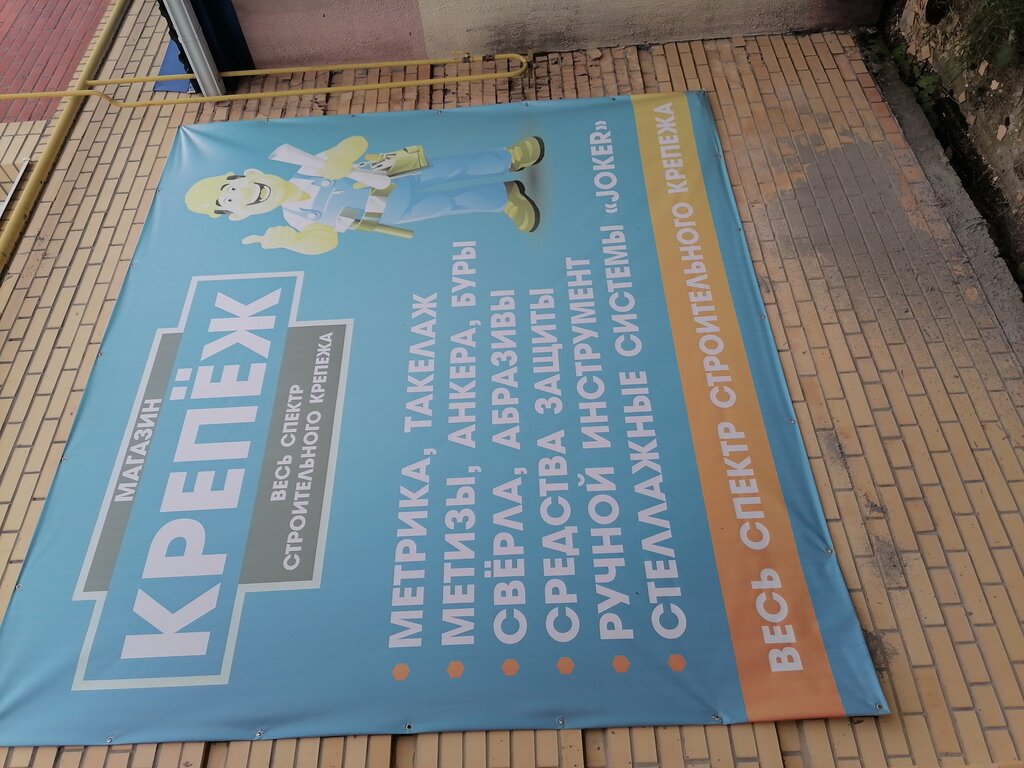 МАГАЗИН
КРЕПЁЖ
ВЕСЬ СПЕКТР
СТРОИТЕЛЬНОГО КРЕПЕЖА
МЕТРИКА, ТАКЕЛАЖ
МЕТИЗЫ, АНКЕРА, БУРЫ
СВЁРЛА, АБРАЗИВЫ
СРЕДСТВА ЗАЩИТЫ
РУЧНОЙ ИНСТРУМЕНТ
СТЕЛЛАЖНЫЕ СИСТЕМЫ «JOKER»
ВЕСЬ СПЕКТР СТРОИТЕЛЬНОГО КРЕПЕЖА